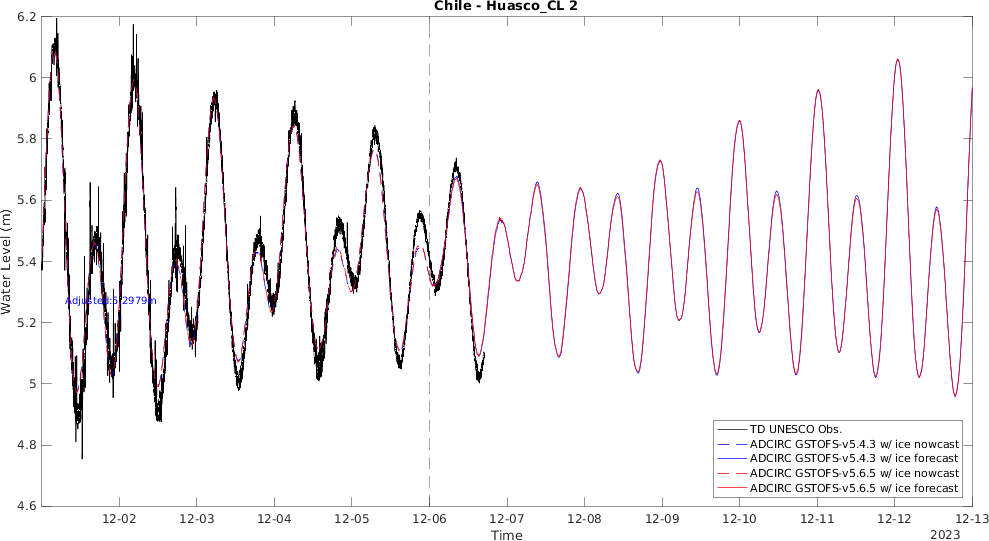 Chile - Huasco_CL 2
6.2
6
5.8
5.6
5.4
5.2
5
4.8
4.6
Water Level (m)
Adjusted:5.2979m
TD UNESCO Obs.
ADCIRC GSTOFS-v5.4.3 w/ ice nowcast
ADCIRC GSTOFS-v5.4.3 w/ ice forecast
ADCIRC GSTOFS-v5.6.5 w/ ice nowcast
ADCIRC GSTOFS-v5.6.5 w/ ice forecast
12-02 12-03 12-04 12-05 12-06 12-07 12-08 12-09 12-10 12-11 12-12 12-13
Time
2023